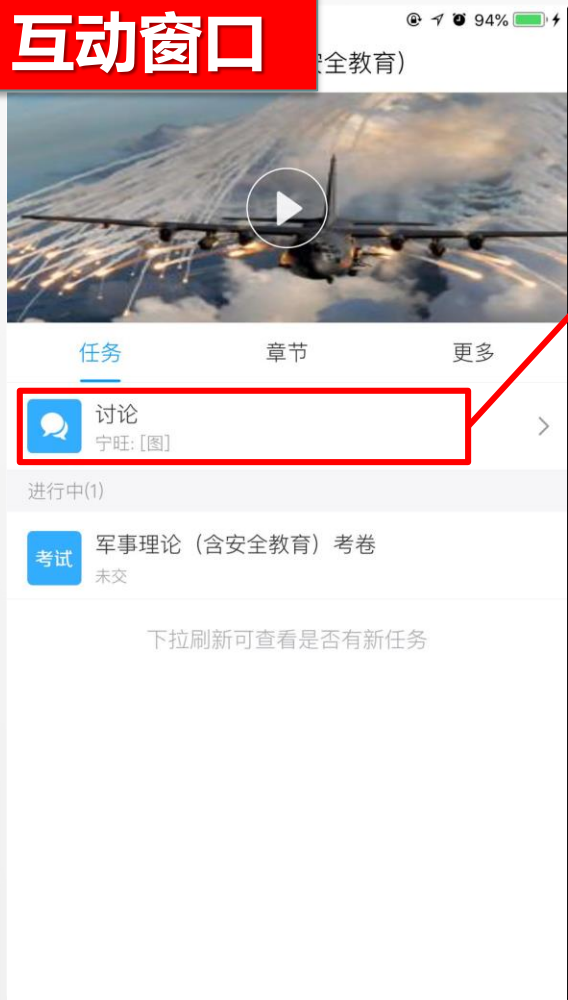 互动窗口
94%
全教育）
任务
章节
更多
讨论
宁旺: [图]
进行中(1)
考试
军事理论（含安全教育）考卷
未交
下拉刷新可查看是否有新任务